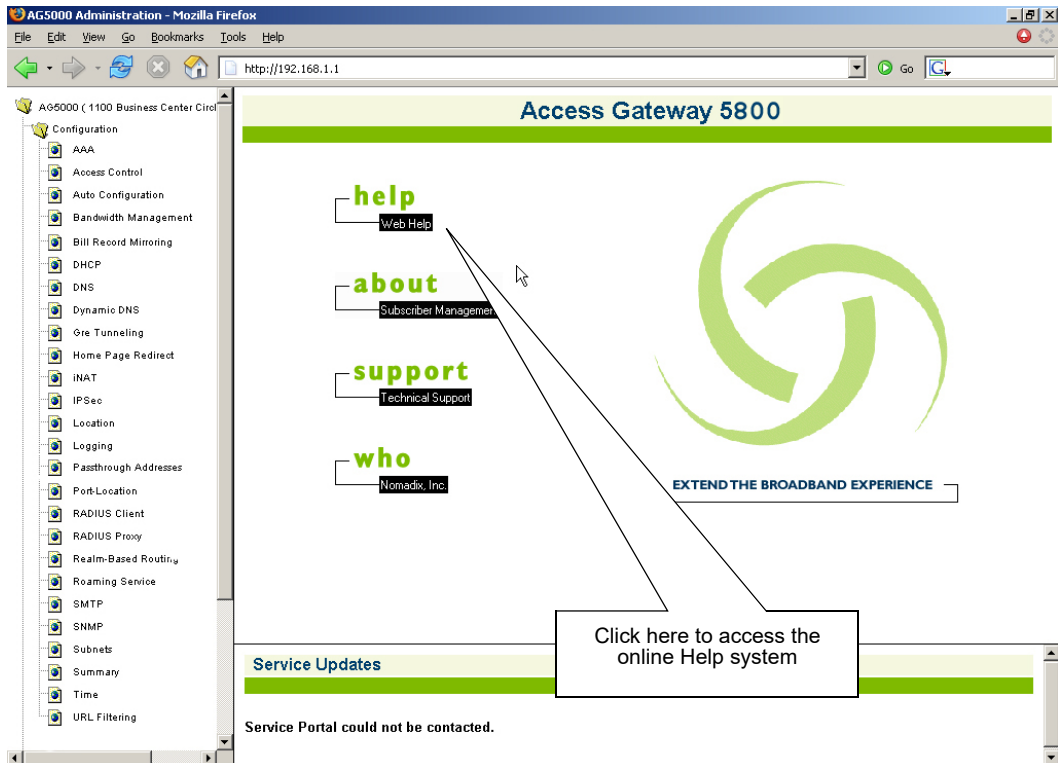 AG5000 Administration - Mozilla Firefox
File Edit View Go Bookmarks Tools Help
http://192.168.1.1
Go
G
AG5000 ( 1100 Business Center Circl
Configuration
AAA
Access Control
Auto Configuration
Bandwidth Management
Bill Record Mirroring
DHCP
DNS
Dynamic DNS
Gre Tunneling
Home Page Redirect
iNAT
IPSec
Location
Logging
Passthrough Addresses
Port-Location
RADIUS Client
RADIUS Proxy
Realm-Based Routing
Roaming Service
SMTP
SNMP
Subnets
Summary
Time
URL Filtering
Access Gateway 5800
help
Web Help
about
Subscriber Managemen
support
Technical Support
who
Nomadix, Inc.
EXTEND THE BROADBAND EXPERIENCE
Click here to access the
online Help system
Service Updates
Service Portal could not be contacted.